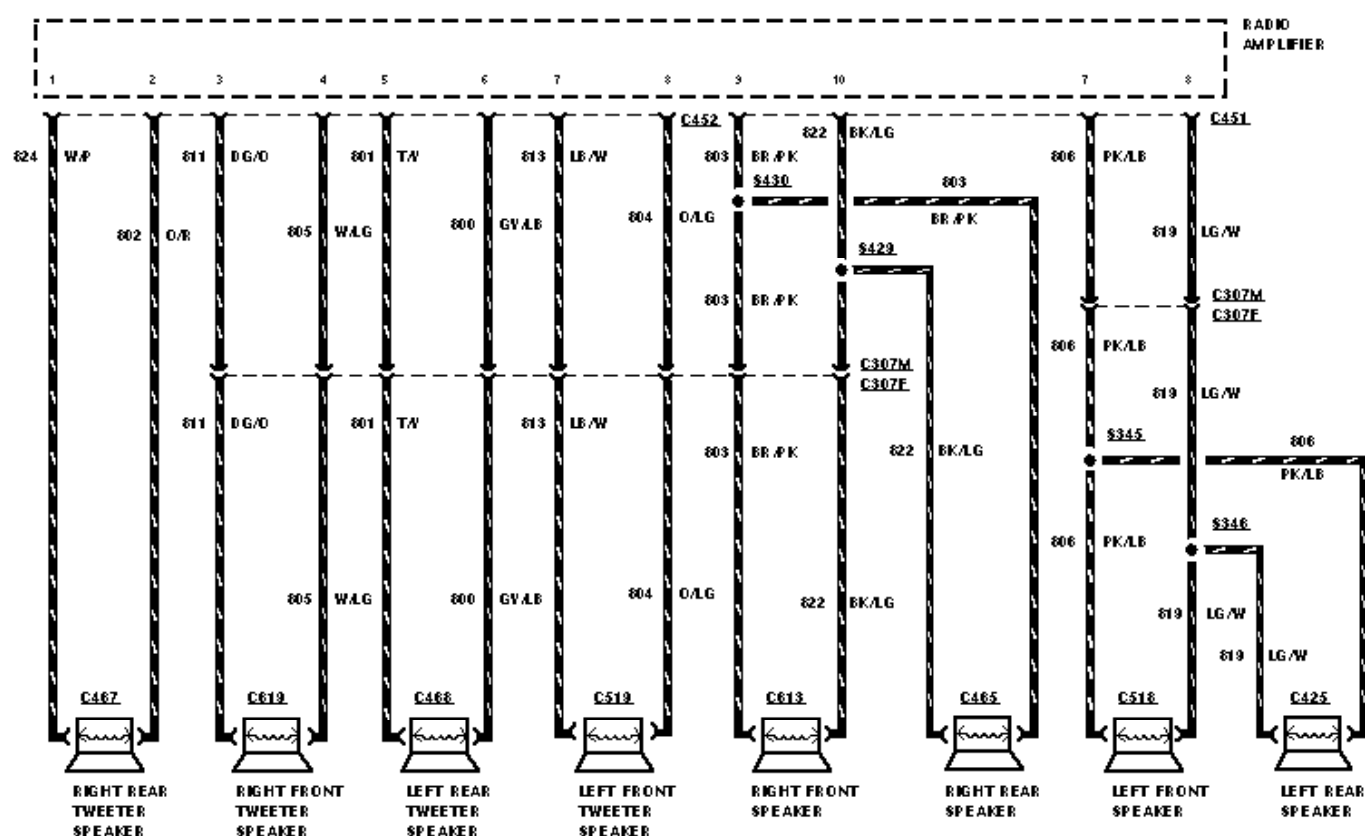 RADIO
AMPLIFIER
1 2 3 4 5 6 7 8 9 10 7 8
C452 C451
822 BK/LG
824 W/P 811 DG/O 801 T/V 813 LB/W 803 BR/PK 806 PK/LB
S430 803
804 O/LG BR/PK
802 O/R 805 W/LG 800 GY/LB 819 LG/W
S429
803 BR/PK C307M
C307F
806 PK/LB
C307M
C307F
819 LG/W
811 DG/O 801 T/V 813 LB/W
S345 806
803 BR/PK 822 BK/LG
PK/LB
S346
806 PK/LB
805 W/LG 800 GY/LB 804 O/LG 822 BK/LG
819 LG/W
819 LG/W
C467 C619 C468 C519 C613 C465 C518 C425
RIGHT REAR
TWEETER
SPEAKER
RIGHT FRONT
TWEETER
SPEAKER
LEFT REAR
TWEETER
SPEAKER
LEFT FRONT
TWEETER
SPEAKER
RIGHT FRONT
SPEAKER
RIGHT REAR
SPEAKER
LEFT FRONT
SPEAKER
LEFT REAR
SPEAKER